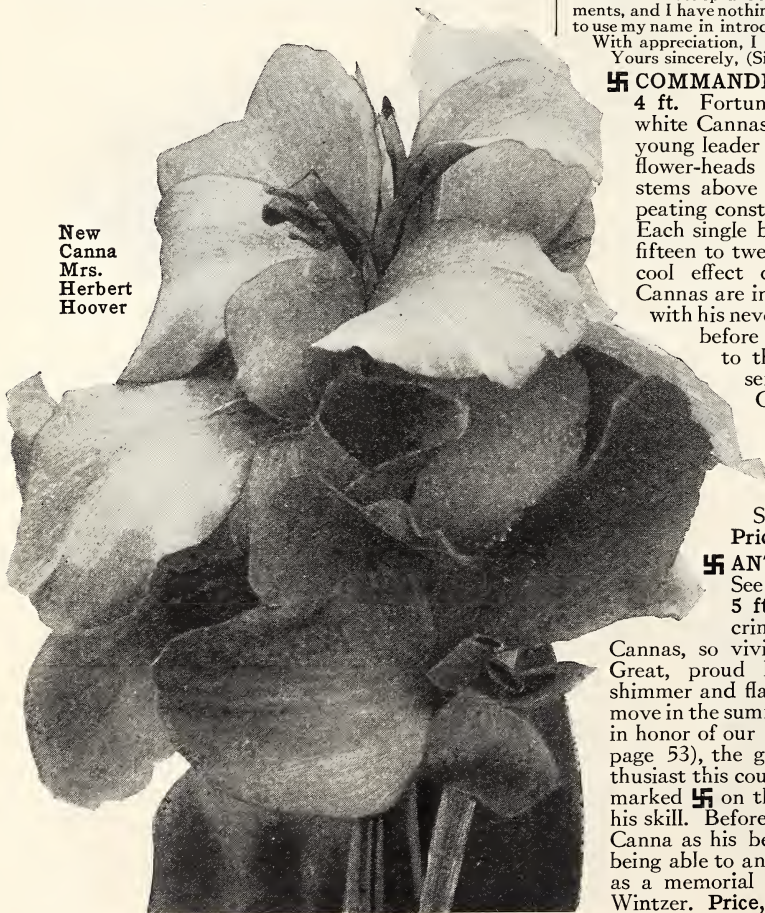 ments, and I have nothin
to use my name in introd
With appreciation, I
Yours sincerely, (Si
卐 COMMANDE
4 ft. Fortun
white Cannas
young leader
flower-heads
stems above
peating const
Each single b
fifteen to twe
cool effect o
Cannas are in
with his neve
before
to th
se
New
Canna
Mrs.
Herbert
Hoover
S
Pric
卐 ANT
See
5 ft
crin
Cannas, so vivi
Great, proud
shimmer and fla
move in the sum
in honor of our
page 53), the g
thusiast this cou
marked 卐 on th
his skill. Before
Canna as his be
being able to an
as a memorial
Wintzer. Price,